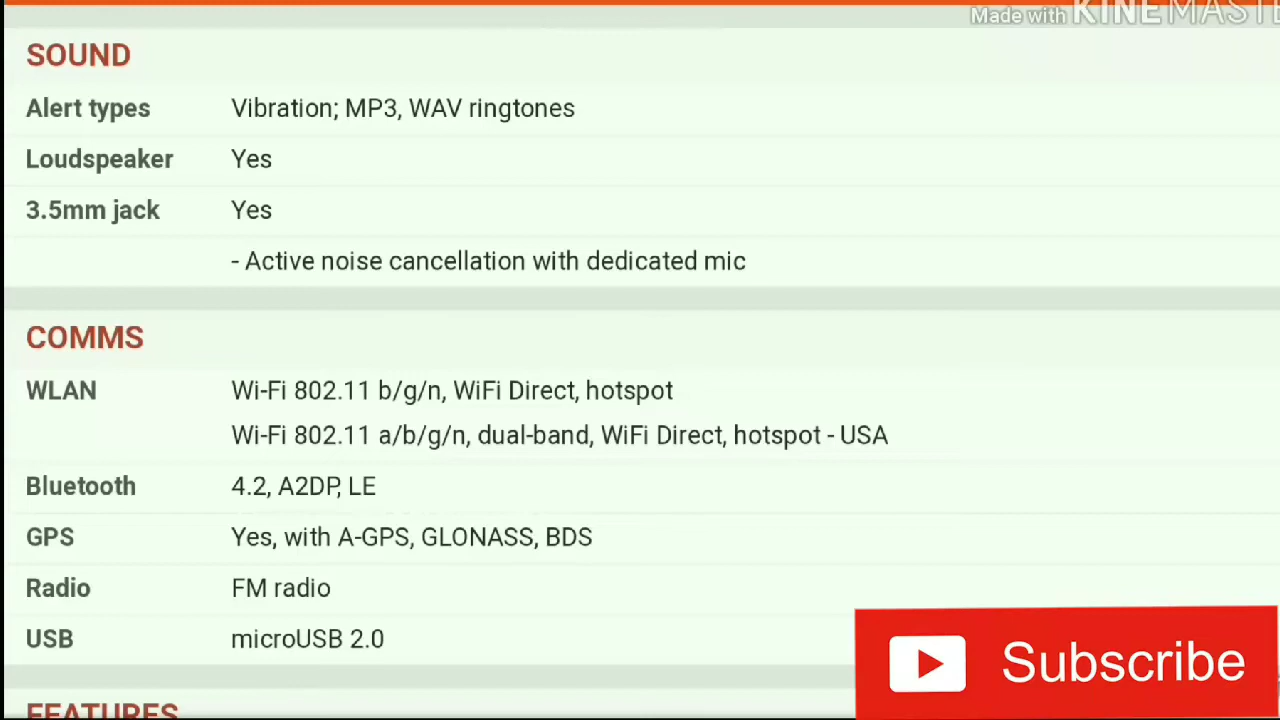 Made with KINEMASTE
SOUND
Alert types Vibration; MP3, WAV ringtones
Loudspeaker Yes
3.5mm jack Yes
- Active noise cancellation with dedicated mic
COMMS
WLAN Wi-Fi 802.11 b/g/n, WiFi Direct, hotspot
Wi-Fi 802.11 a/b/g/n, dual-band, WiFi Direct, hotspot - USA
Bluetooth 4.2, A2DP, LE
GPS Yes, with A-GPS, GLONASS, BDS
Radio FM radio
USB microUSB 2.0
Subscribe
FEATURES